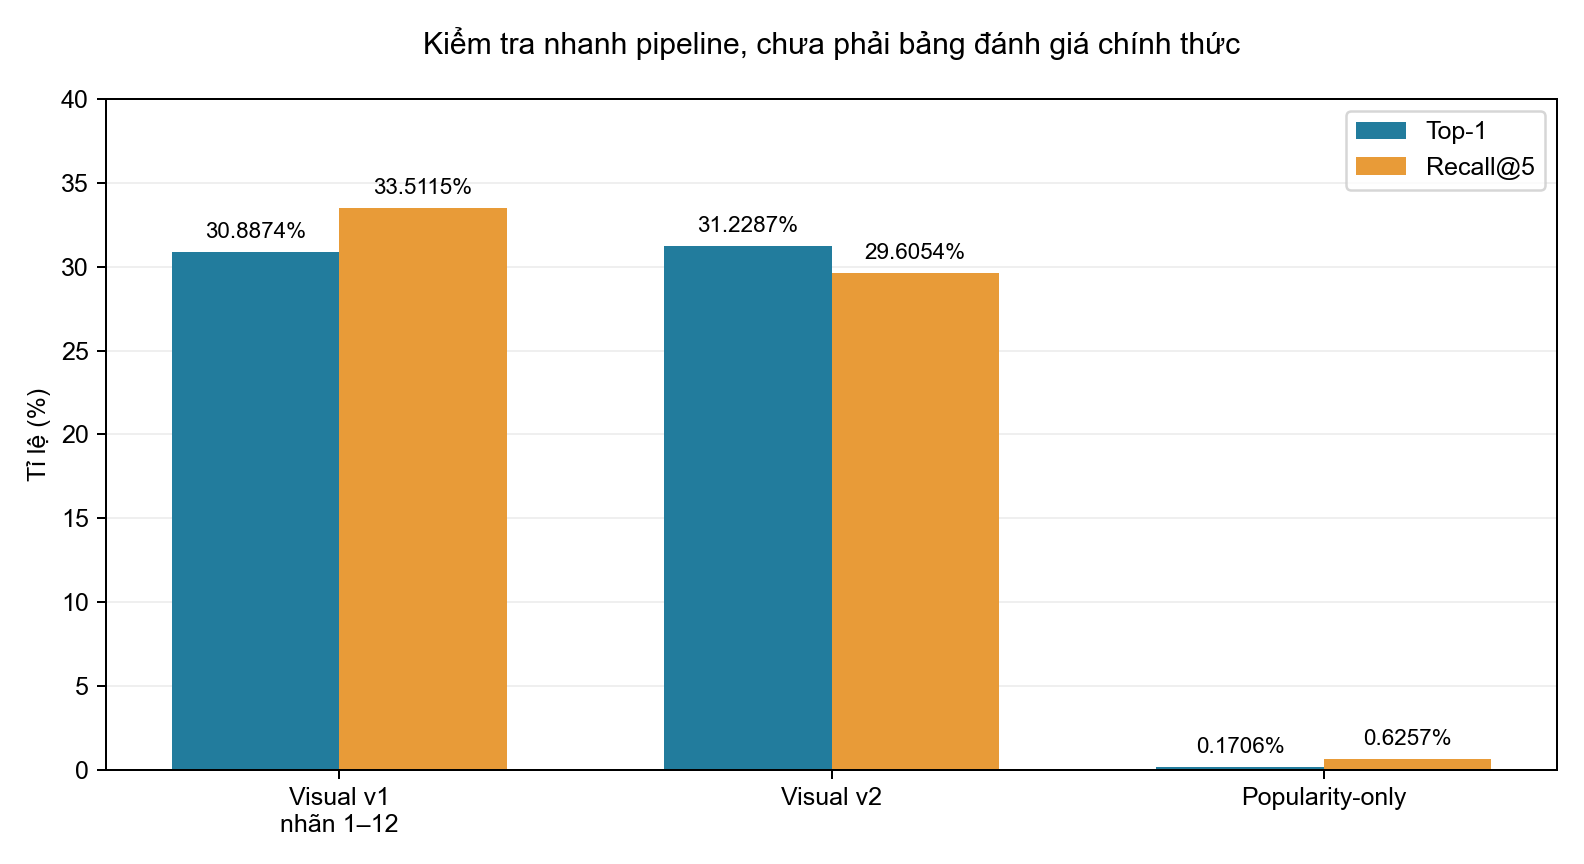 Kiểm tra nhanh pipeline, chưa phải bảng đánh giá chính thức
Tỉ lệ (%)
40
35
30
25
20
15
10
5
0
Top-1
Recall@5
30.8874%
33.5115%
31.2287%
29.6054%
0.1706%
0.6257%
Visual v1
nhãn 1–12
Visual v2
Popularity-only